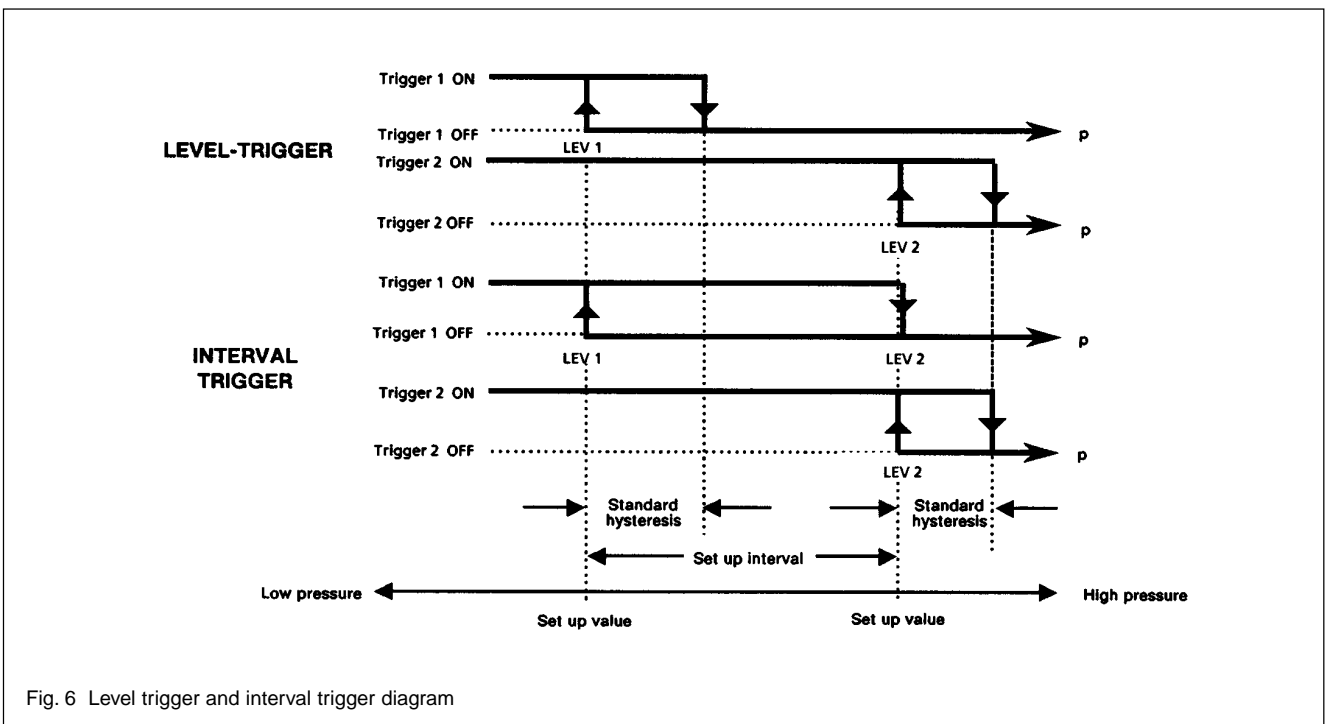 Trigger 1 ON
Trigger 1 OFF
p
LEVEL-TRIGGER
LEV 1
Trigger 2 ON
Trigger 2 OFF
p
LEV 2
Trigger 1 ON
Trigger 1 OFF
p
INTERVAL
TRIGGER
LEV 1
LEV 2
Trigger 2 ON
Trigger 2 OFF
p
LEV 2
Standard
hysteresis
Standard
hysteresis
Set up interval
Low pressure
High pressure
Set up value
Set up value
Fig. 6 Level trigger and interval trigger diagram